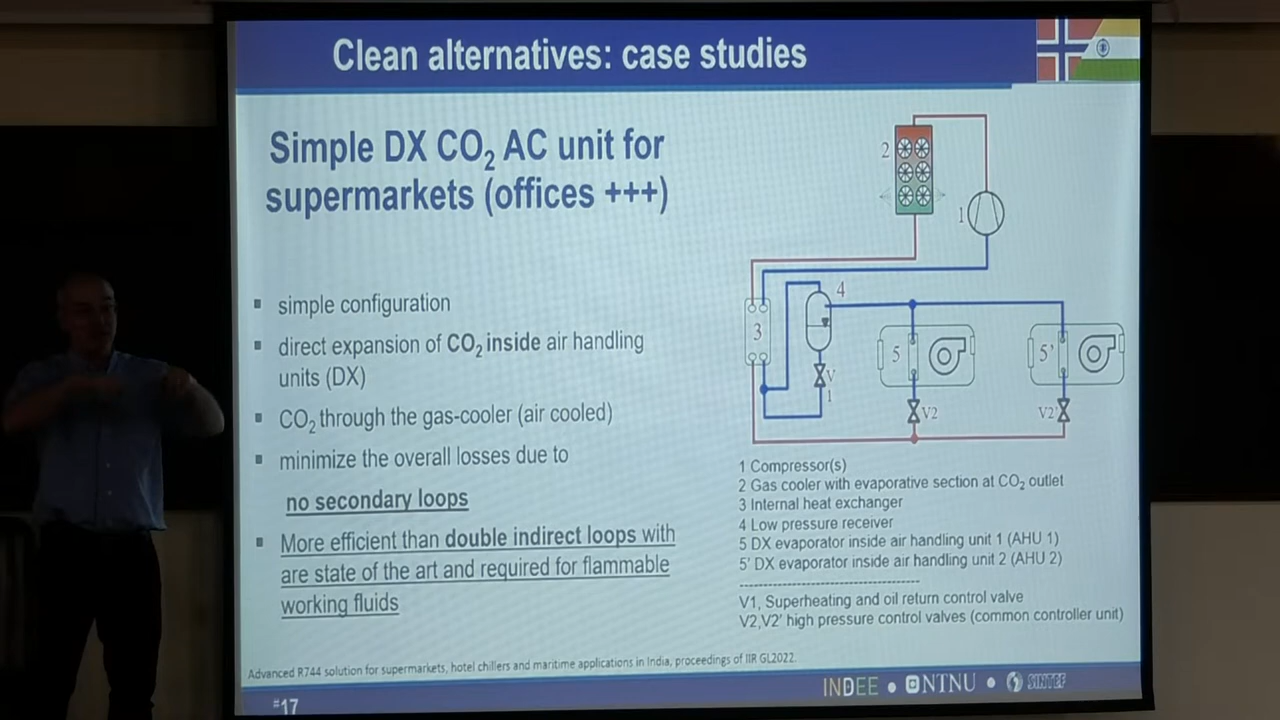 Clean alternatives: case studies
Simple DX CO₂ AC unit for
supermarkets (offices +++)
simple configuration
direct expansion of CO₂ inside air handling
units (DX)
CO₂ through the gas-cooler (air cooled)
minimize the overall losses due to
no secondary loops
More efficient than double indirect loops with
are state of the art and required for flammable
working fluids
2
1
3
4
5
5'
V
1
V2
V2'
1 Compressor(s)
2 Gas cooler with evaporative section at CO₂ outlet
3 Internal heat exchanger
4 Low pressure receiver
5 DX evaporator inside air handling unit 1 (AHU 1)
5' DX evaporator inside air handling unit 2 (AHU 2)
V1, Superheating and oil return control valve
V2,V2' high pressure control valves (common controller unit)
Advanced R744 solution for supermarkets, hotel chillers and maritime applications in India, proceedings of IIR GL2022.
#17
INDEE • NTNU • SINTEF